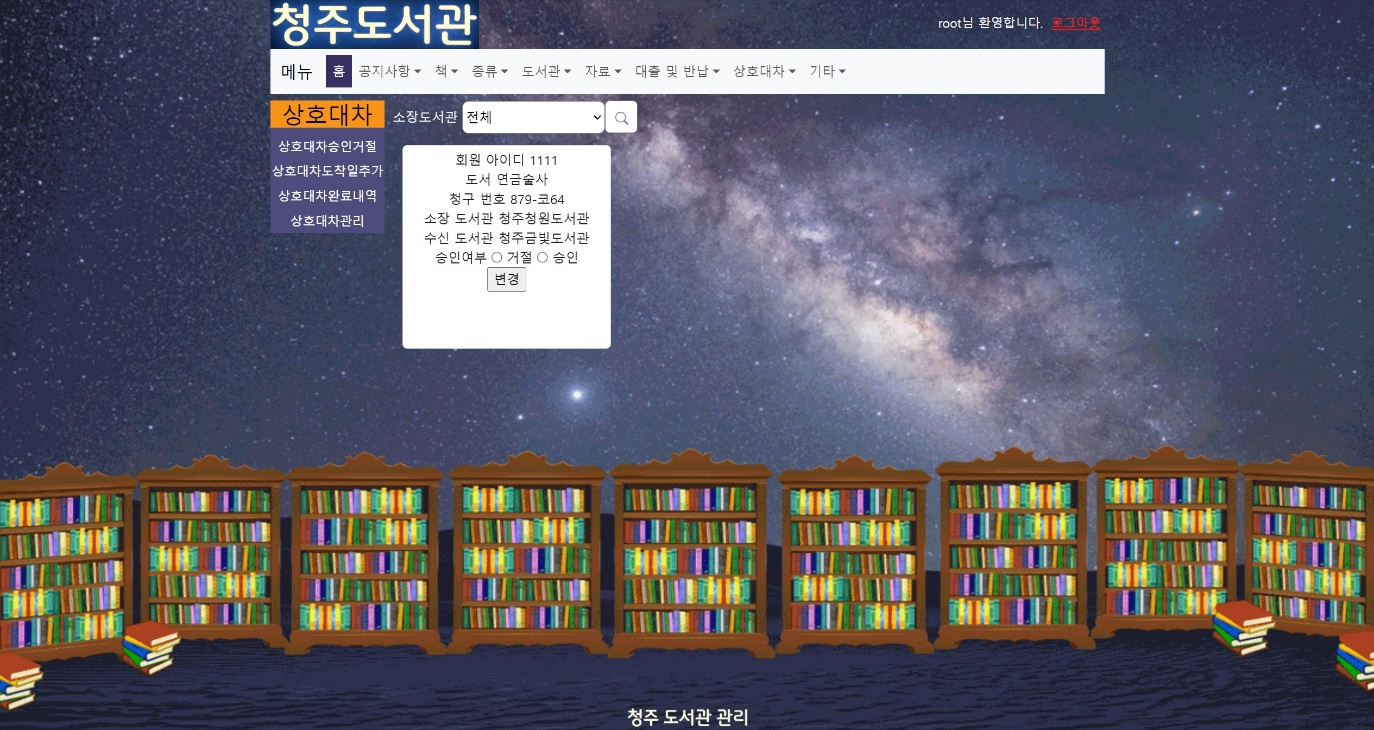 청주도서관
root님 환영합니다. 로그아웃
메뉴 홈 공지사항 책 종류 도서관 자료 대출 및 반납 상호대차 기타
상호대차
상호대차승인거절
상호대차도착일추가
상호대차완료내역
상호대차관리
소장도서관 전체
회원 아이디 1111
도서 연금술사
청구 번호 879-코64
소장 도서관 청주청원도서관
수신 도서관 청주금빛도서관
승인여부 거절 승인
변경
청주 도서관 관리